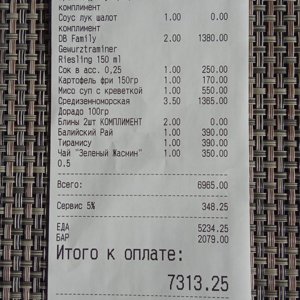 комплимент
Соус лук шалот 1.00 0.00
комплимент
DB Family 2.00 1380.00
Gewurztraminer
Riesling 150 ml
Сок в асс. 0,25 1.00 250.00
Картофель фри 150гр 1.00 170.00
Мисо суп с креветкой 1.00 550.00
Средиземноморская 3.50 1365.00
Дорадо 100гр
Блины 2шт КОМПЛИМЕНТ 2.00 0.00
Балийский Рай 1.00 390.00
Тирамису 1.00 390.00
Чай "Зеленый Жасмин" 1.00 350.00
0.5
Всего: 6965.00
Сервис 5% 348.25
ЕДА 5234.25
БАР 2079.00
Итого к оплате:
7313.25